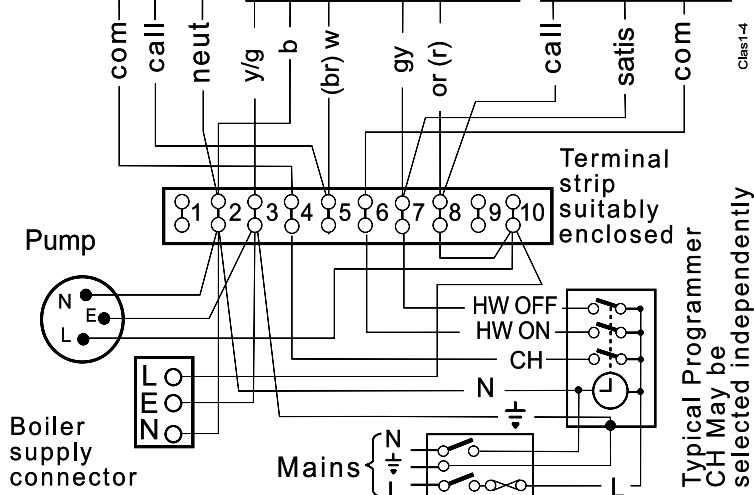 com
call
neut
y/g
b
(br) w
gy
or (r)
call
satis
com
Clas1-4
Terminal
strip
suitably
enclosed
1 2 3 4 5 6 7 8 9 10
Pump
N
E
L
HW OFF
HW ON
CH
N
L
E
N
Boiler
supply
connector
Mains
N
L
L
Typical Programmer
CH May be
selected independently